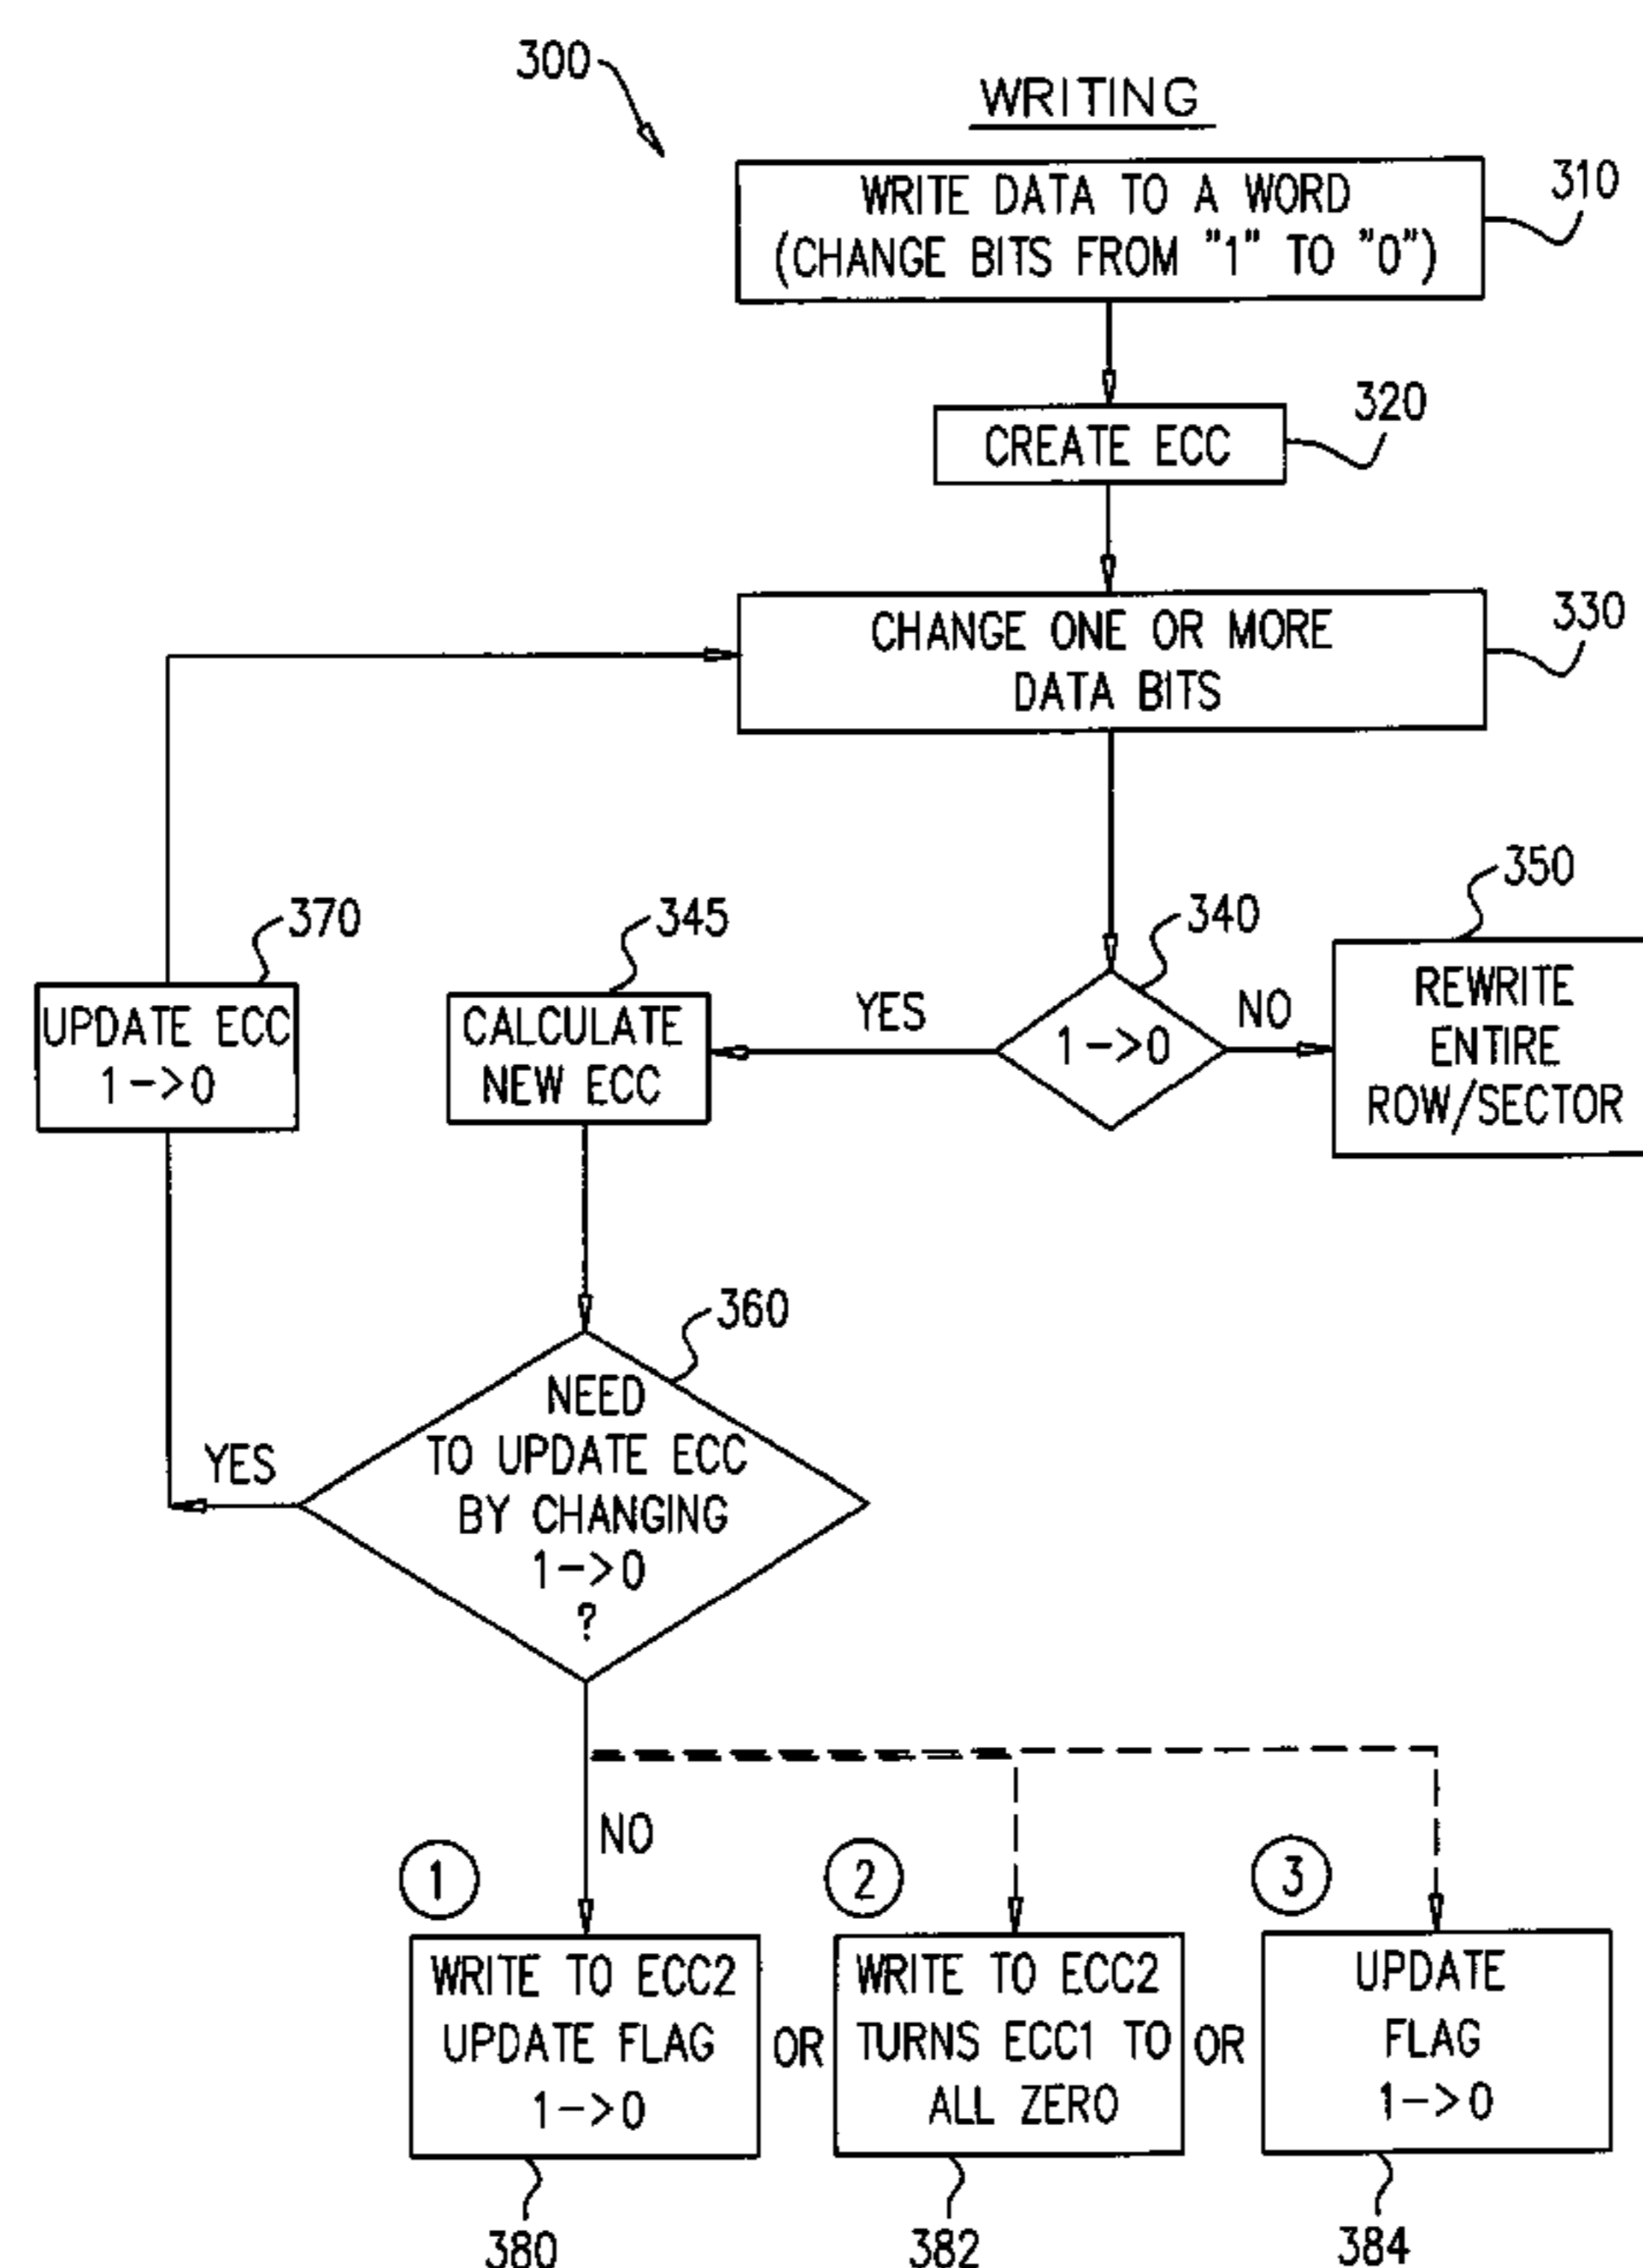 300
WRITING
WRITE DATA TO A WORD
(CHANGE BITS FROM "1" TO "0")
310
CREATE ECC
320
CHANGE ONE OR MORE
DATA BITS
330
340
1->0
YES
NO
350
REWRITE
ENTIRE
ROW/SECTOR
345
CALCULATE
NEW ECC
370
UPDATE ECC
1->0
360
NEED
TO UPDATE ECC
BY CHANGING
1->0
?
YES
NO
1
WRITE TO ECC2
UPDATE FLAG
1->0
380
OR
2
WRITE TO ECC2
TURNS ECC1 TO
ALL ZERO
382
OR
3
UPDATE
FLAG
1->0
384